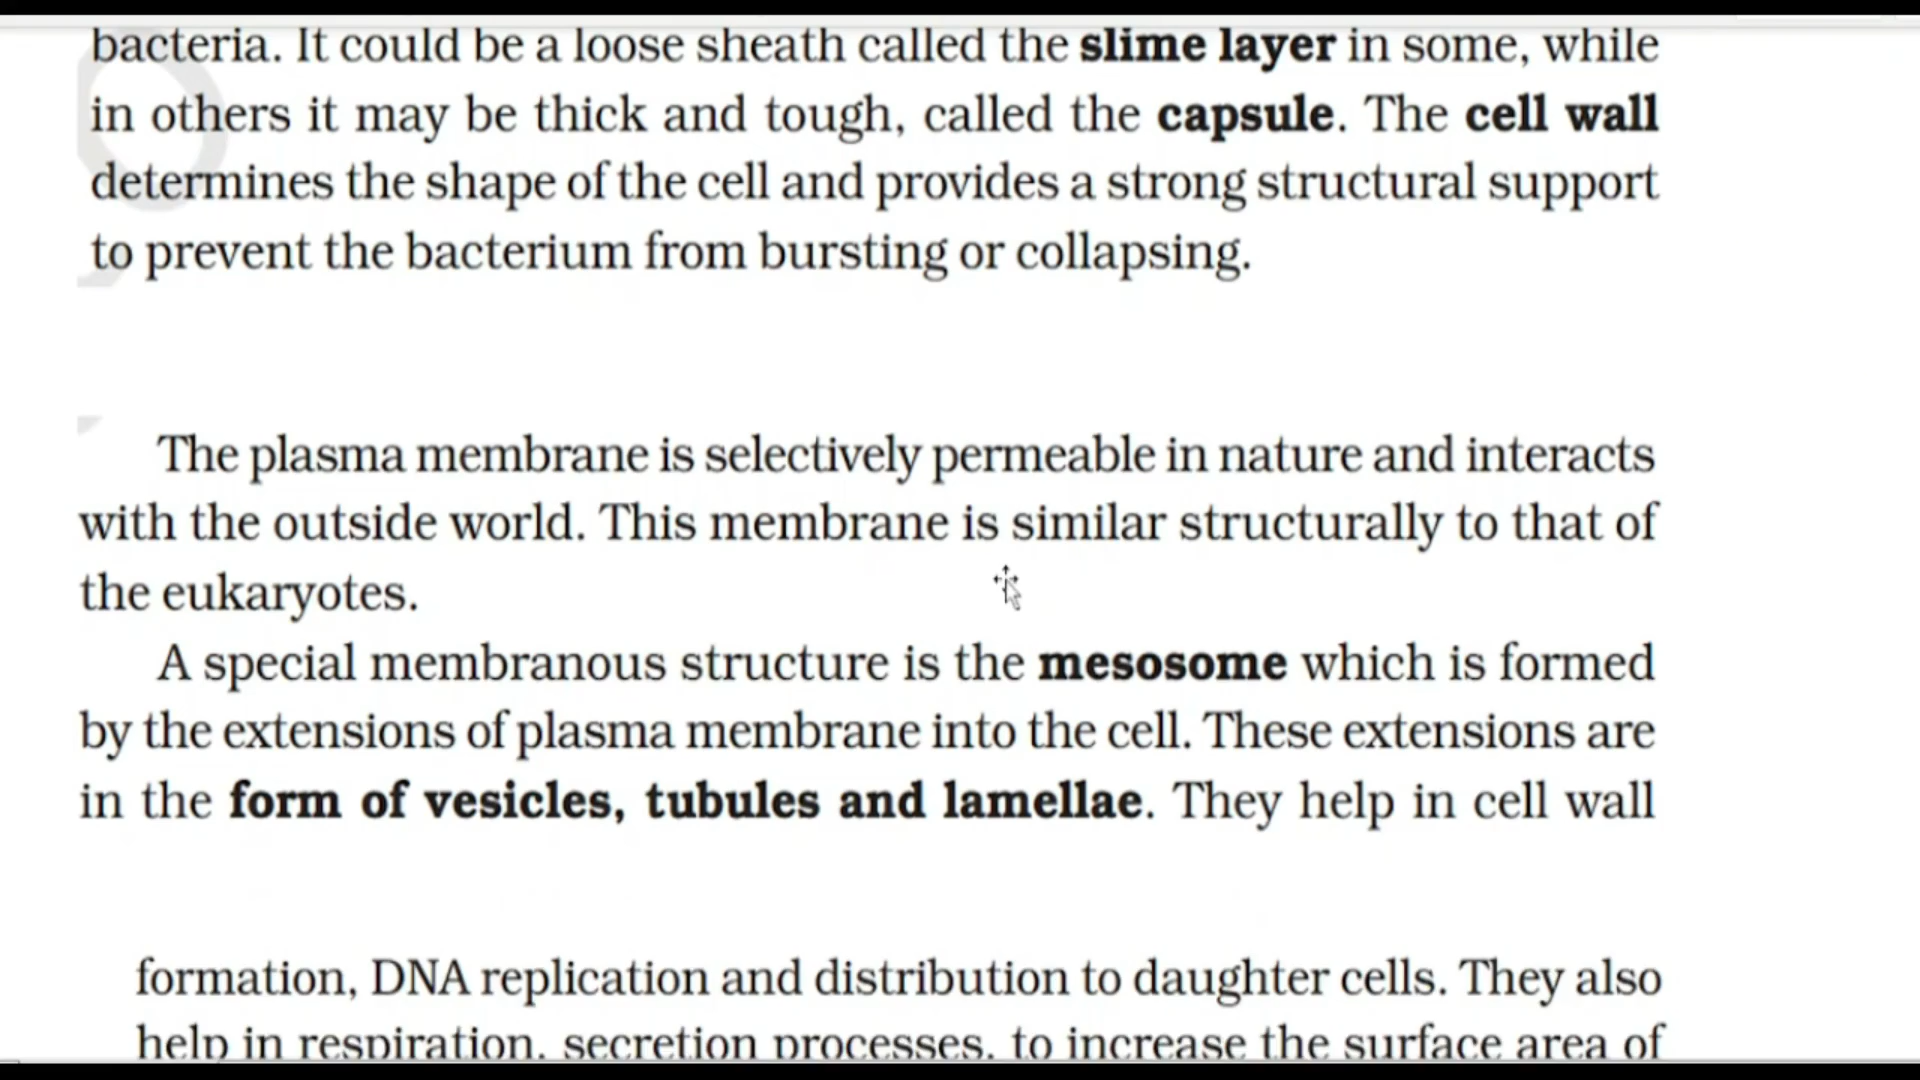 bacteria. It could be a loose sheath called the slime layer in some, while
in others it may be thick and tough, called the capsule. The cell wall
determines the shape of the cell and provides a strong structural support
to prevent the bacterium from bursting or collapsing.
The plasma membrane is selectively permeable in nature and interacts
with the outside world. This membrane is similar structurally to that of
the eukaryotes.
A special membranous structure is the mesosome which is formed
by the extensions of plasma membrane into the cell. These extensions are
in the form of vesicles, tubules and lamellae. They help in cell wall
formation, DNA replication and distribution to daughter cells. They also
help in respiration, secretion processes, to increase the surface area of